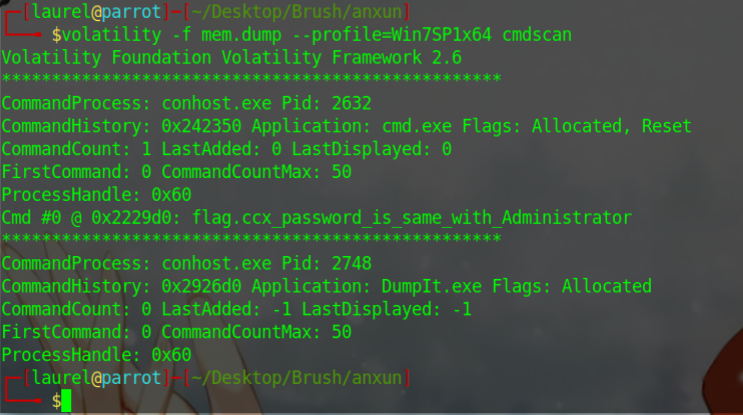 ┌─[laurel@parrot]─[~/Desktop/Brush/anxun]
└──╼ $volatility -f mem.dump --profile=Win7SP1x64 cmdscan
Volatility Foundation Volatility Framework 2.6
**************************************************
CommandProcess: conhost.exe Pid: 2632
CommandHistory: 0x242350 Application: cmd.exe Flags: Allocated, Reset
CommandCount: 1 LastAdded: 0 LastDisplayed: 0
FirstCommand: 0 CommandCountMax: 50
ProcessHandle: 0x60
Cmd #0 @ 0x2229d0: flag.ccx_password_is_same_with_Administrator
**************************************************
CommandProcess: conhost.exe Pid: 2748
CommandHistory: 0x2926d0 Application: DumpIt.exe Flags: Allocated
CommandCount: 0 LastAdded: -1 LastDisplayed: -1
FirstCommand: 0 CommandCountMax: 50
ProcessHandle: 0x60
┌─[laurel@parrot]─[~/Desktop/Brush/anxun]
└──╼ $